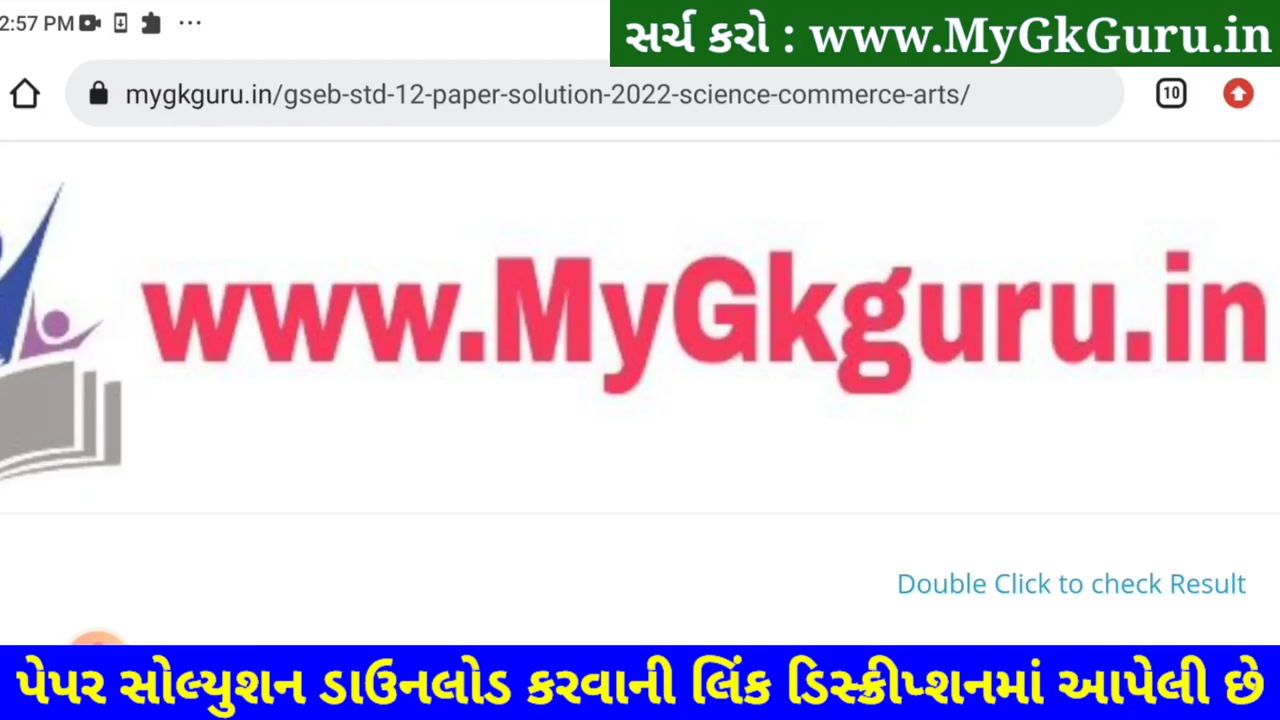 2:57 PM
સર્ચ કરો : www.MyGkGuru.in
mygkguru.in/gseb-std-12-paper-solution-2022-science-commerce-arts/
10
www.MyGkguru.in
Double Click to check Result
પેપર સોલ્યુશન ડાઉનલોડ કરવાની લિંક ડિસ્ક્રીપ્શનમાં આપેલી છે